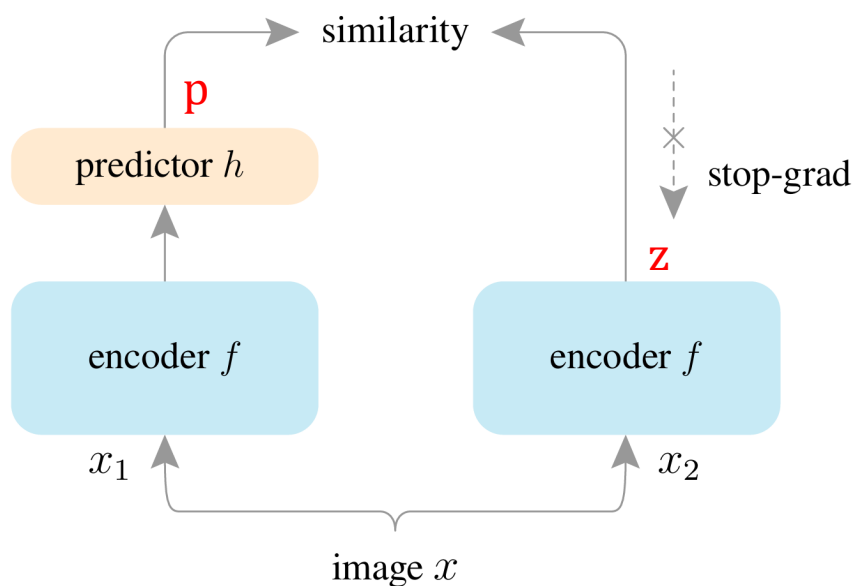 similarity
p
predictor h
stop-grad
z
encoder f
encoder f
x₁
x₂
image x